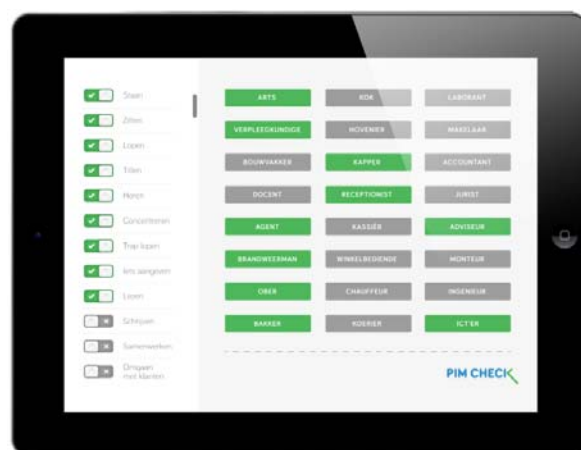 Staan
Zitten
Lopen
Tillen
Horen
Concentreren
Trap lopen
Iets aangeven
Lezen
Schrijven
Samenwerken
Omgaan
met klanten
ARTS KOK LABORANT
VERPLEEGKUNDIGE HOVENIER MAKELAAR
BOUWVAKKER KAPPER ACCOUNTANT
DOCENT RECEPTIONIST JURIST
AGENT KASSIÈR ADVISEUR
BRANDWEERMAN WINKELBEDIENDE MONTEUR
OBER CHAUFFEUR INGENIEUR
BAKKER KOERIER ICT'ER
PIM CHECK